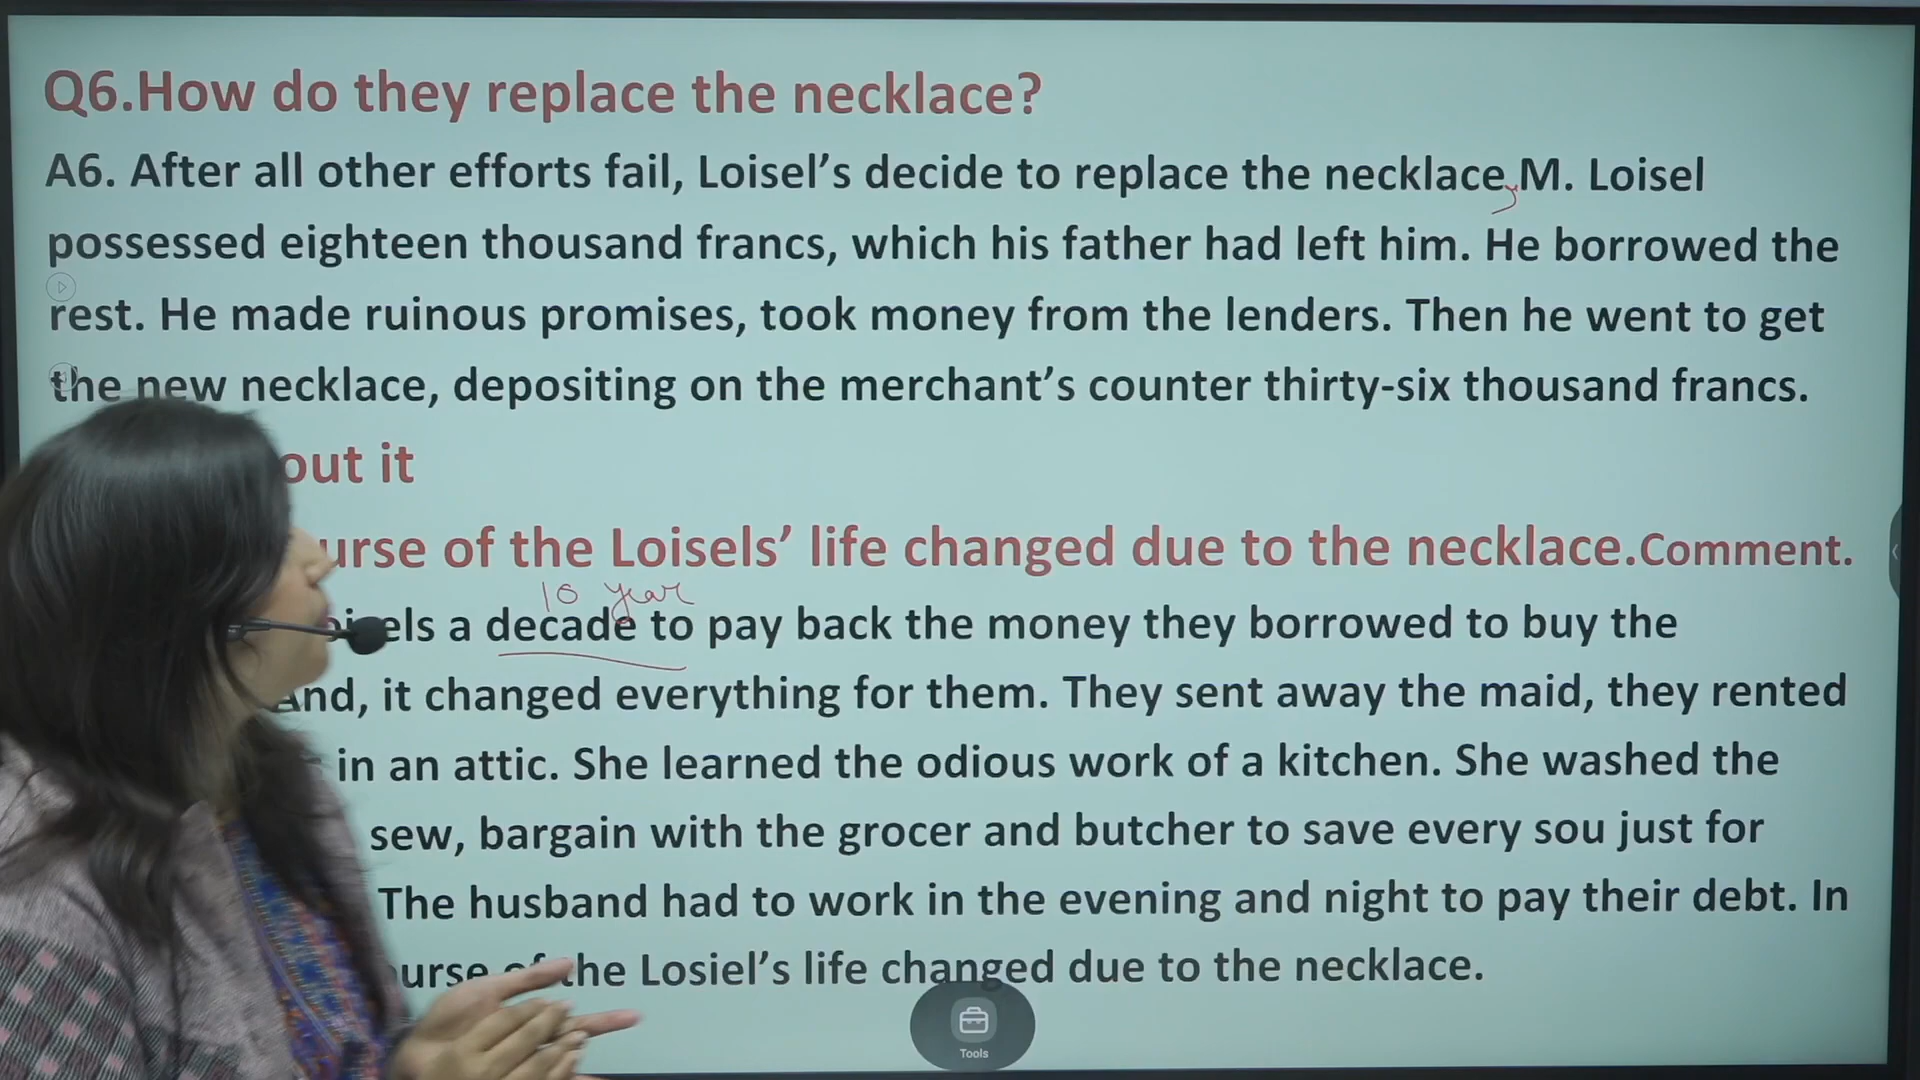 Q6.How do they replace the necklace?
A6. After all other efforts fail, Loisel’s decide to replace the necklace, M. Loisel
possessed eighteen thousand francs, which his father had left him. He borrowed the
rest. He made ruinous promises, took money from the lenders. Then he went to get
the new necklace, depositing on the merchant’s counter thirty-six thousand francs.
out it
urse of the Loisels’ life changed due to the necklace.Comment.
10 year
els a decade to pay back the money they borrowed to buy the
And, it changed everything for them. They sent away the maid, they rented
in an attic. She learned the odious work of a kitchen. She washed the
sew, bargain with the grocer and butcher to save every sou just for
The husband had to work in the evening and night to pay their debt. In
urse of the Losiel’s life changed due to the necklace.
Tools